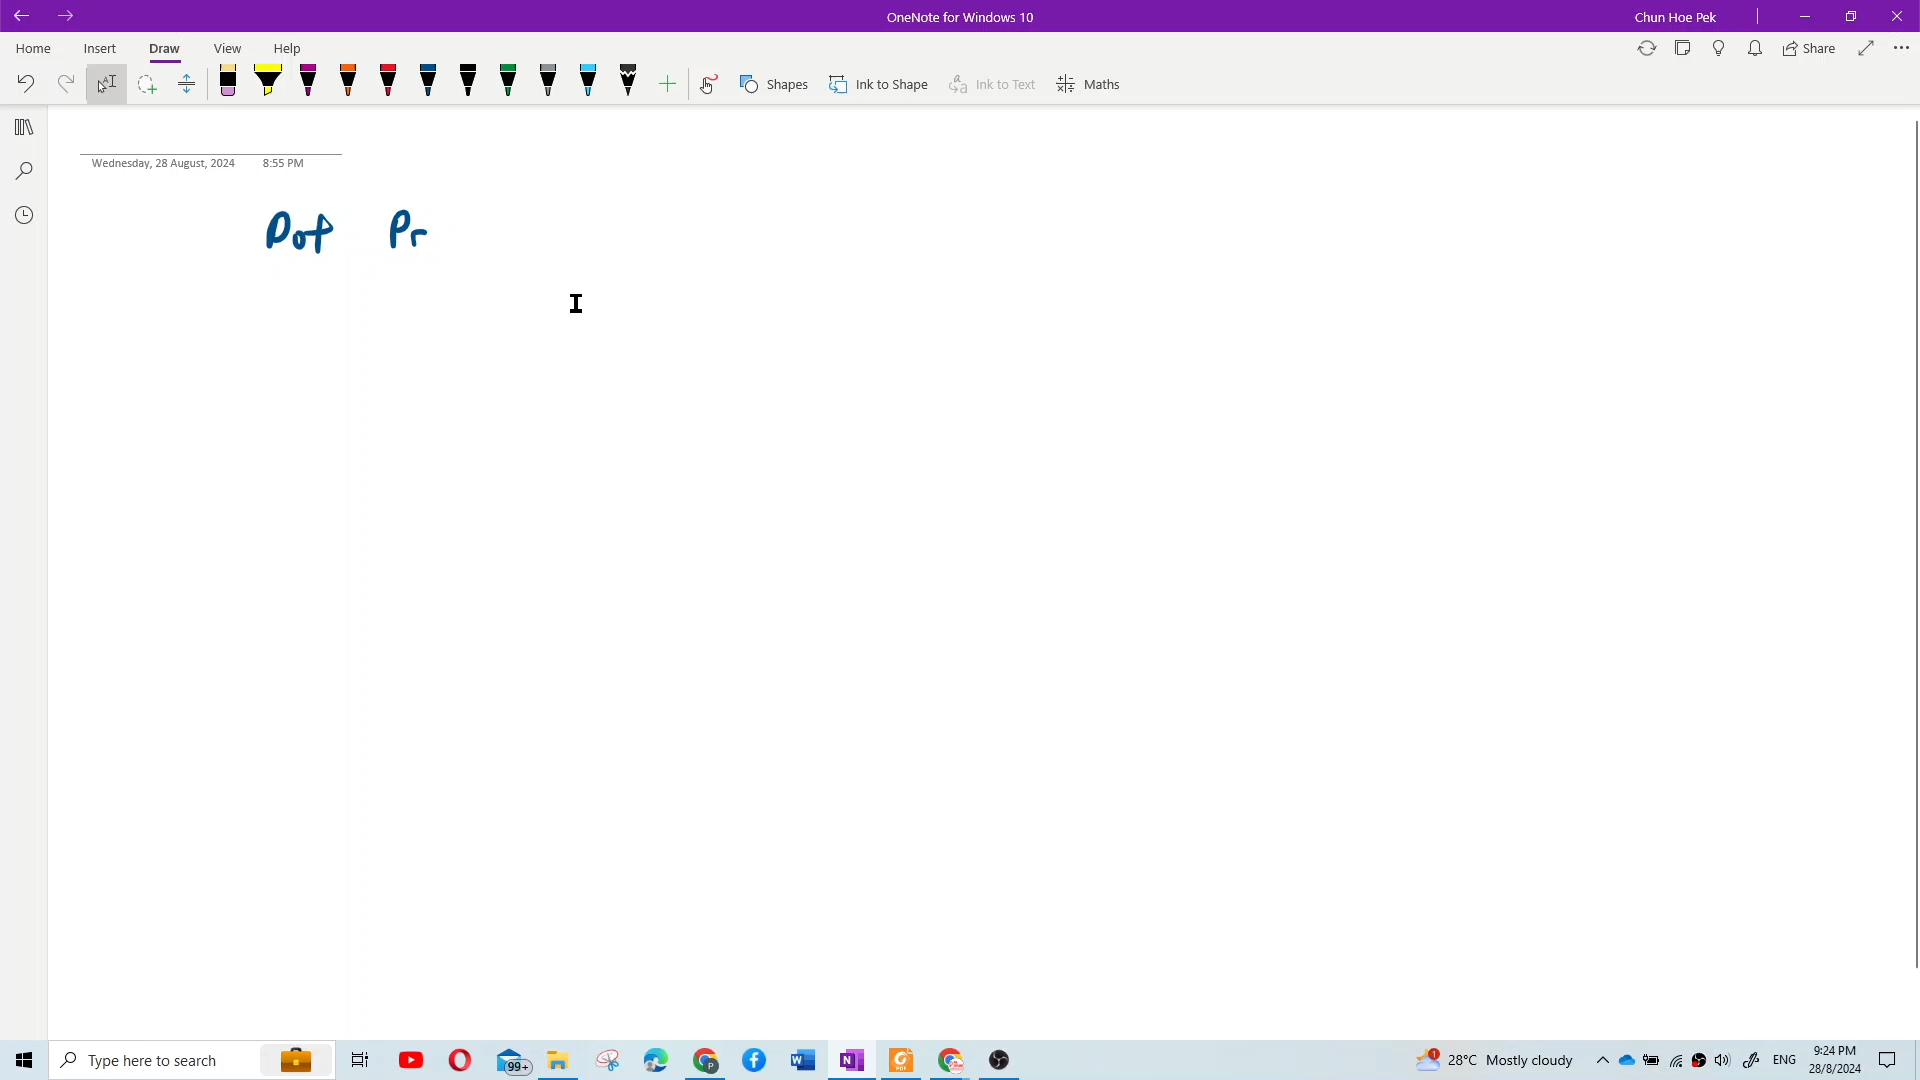 OneNote for Windows 10
Chun Hoe Pek
Home Insert Draw View Help
Share
Shapes
Ink to Shape
Ink to Text
Maths
Wednesday, 28 August, 2024 8:55 PM
Dot Pr
Type here to search
99+
28°C Mostly cloudy
ENG
9:24 PM
28/8/2024